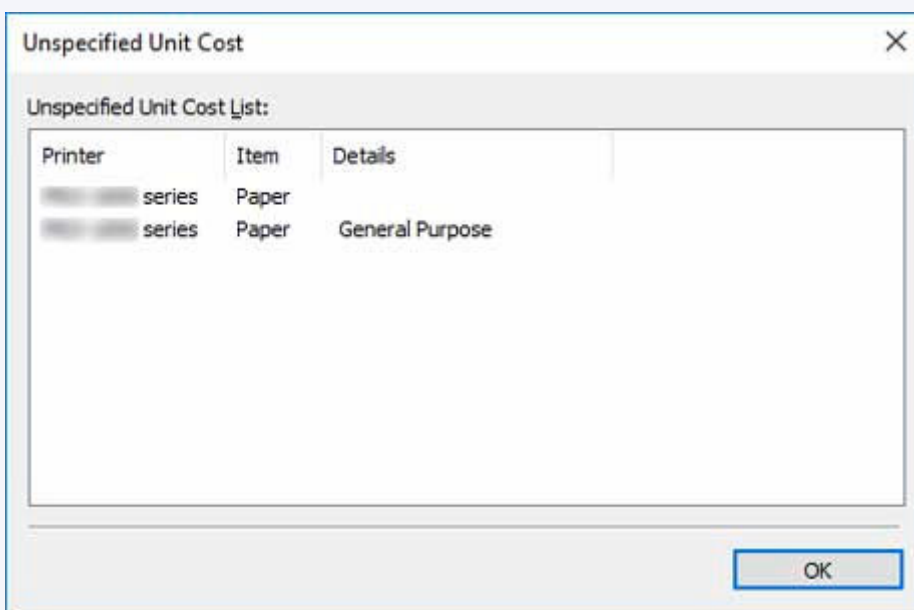 Unspecified Unit Cost
Unspecified Unit Cost List:
Printer Item Details
series Paper
series Paper General Purpose
OK